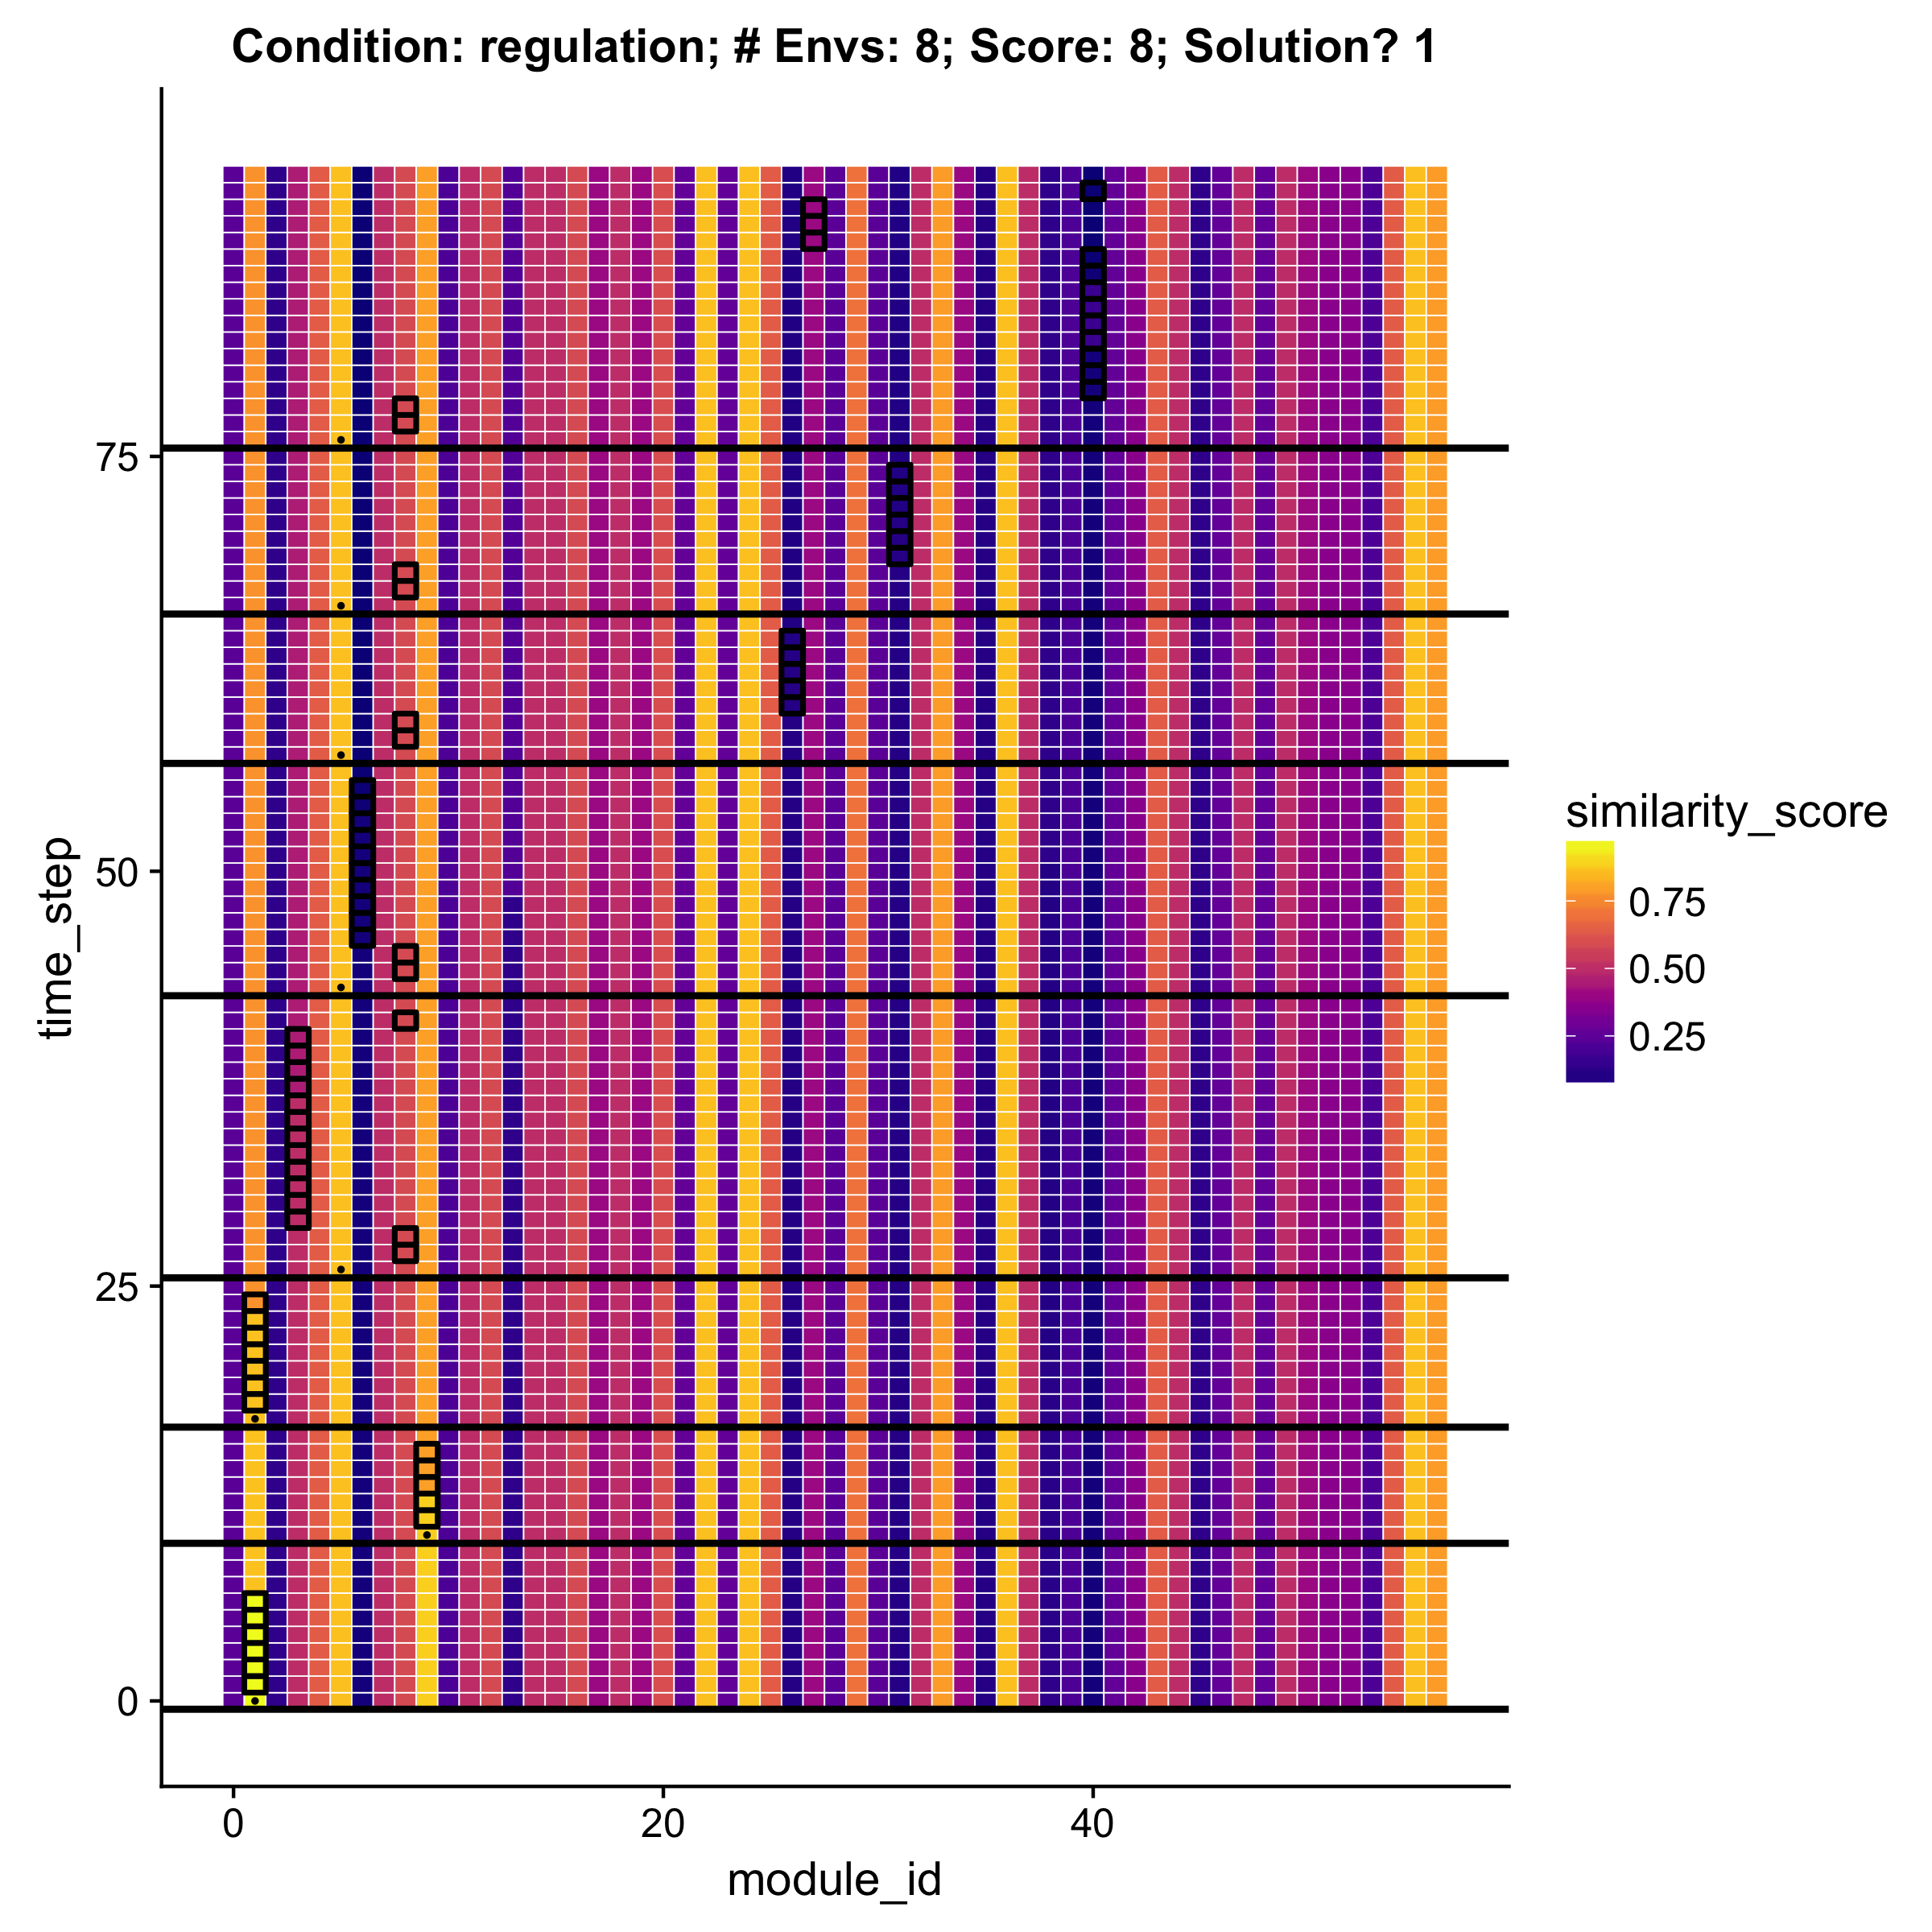 Condition: regulation; # Envs: 8; Score: 8; Solution? 1
time_step
75
50
25
0
0
20
40
module_id
similarity_score
0.75
0.50
0.25